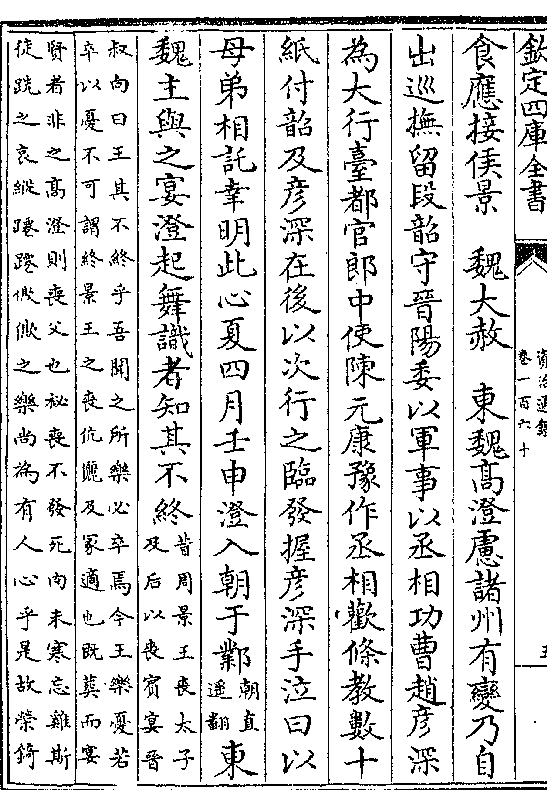 欽定四庫全書
資治通鑑
卷一百六十
五
食應接侯景　魏大赦　東魏高澄慮諸州有變乃自
出巡撫留段韶守晉陽委以軍事以丞相功曹趙彦深
為大行臺都官郎中使陳元康豫作丞相歡條教數十
紙付韶及彦深在後以次行之臨發握彦深手泣曰以
母弟相託幸明此心夏四月壬申澄入朝于鄴朝直遥翻東
魏主與之宴澄起舞識者知其不終昔周景王喪太子及后以喪賓宴晉
叔向曰王其不終乎吾聞之所樂必卒焉今王樂憂若
卒以憂不可謂終景王之喪伉儷及冢適也既葬而宴
賢者非之高澄則喪父也祕喪不發死肉未寒忘雞斯
徒跣之哀縱蹮蹮僛僛之樂尚為有人心乎是故榮錡